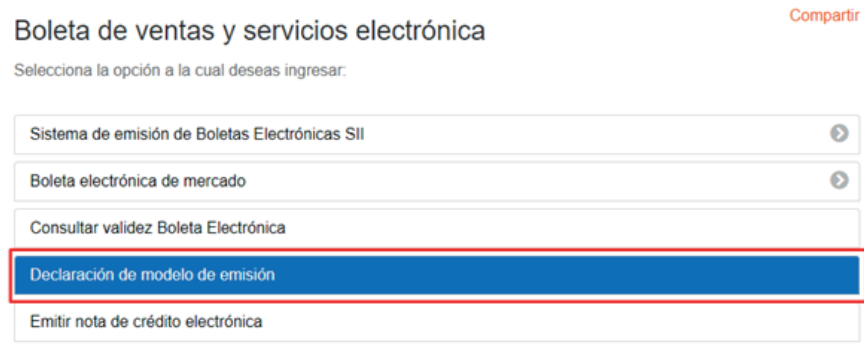 Compartir
Boleta de ventas y servicios electrónica
Selecciona la opción a la cual deseas ingresar:
Sistema de emisión de Boletas Electrónicas SII
Boleta electrónica de mercado
Consultar validez Boleta Electrónica
Declaración de modelo de emisión
Emitir nota de crédito electrónica